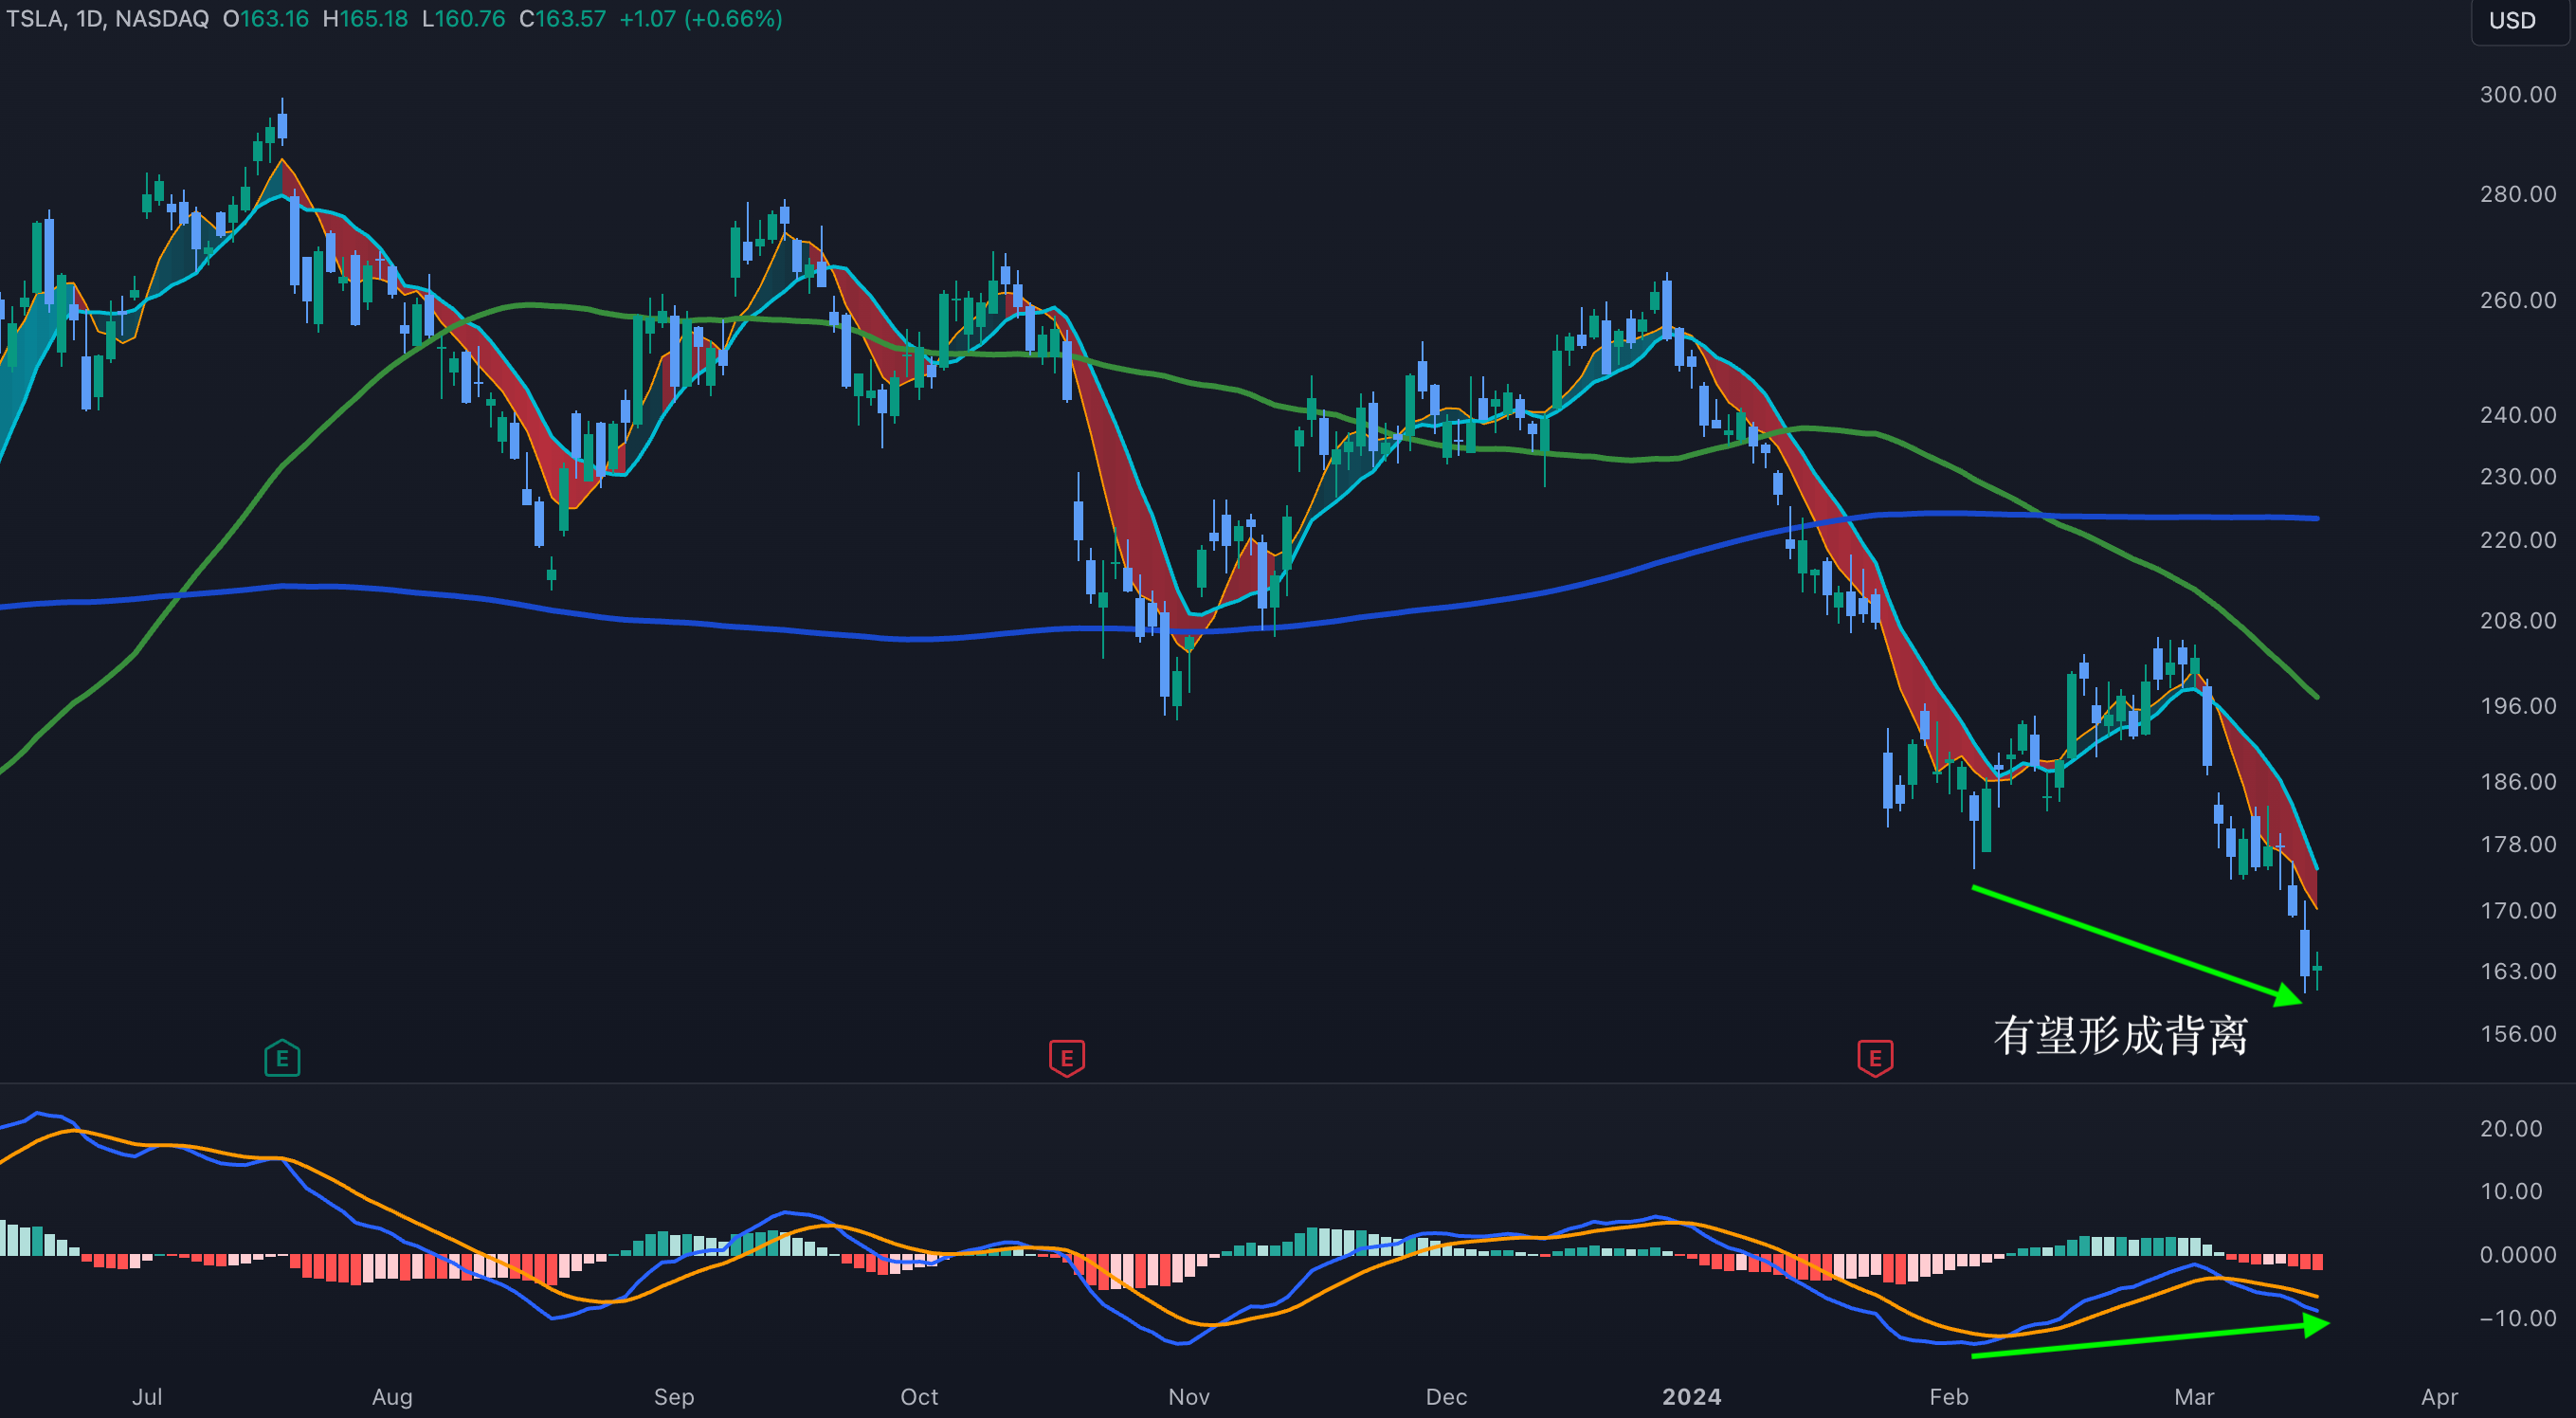 TSLA, 1D, NASDAQ O163.16 H165.18 L160.76 C163.57 +1.07 (+0.66%)
USD
300.00
280.00
260.00
240.00
230.00
220.00
208.00
196.00
186.00
178.00
170.00
163.00
156.00
有望形成背离
E
E
E
20.00
10.00
0.0000
−10.00
Jul Aug Sep Oct Nov Dec 2024 Feb Mar Apr